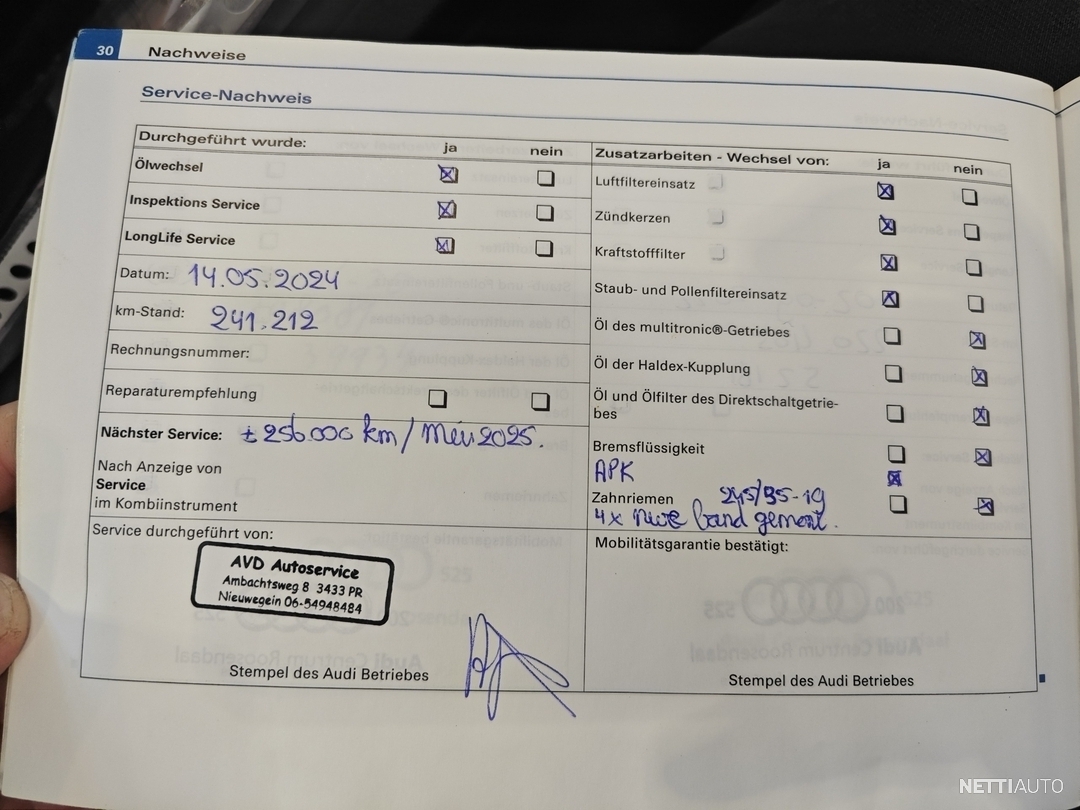 30 Nachweise
Service-Nachweis
Durchgeführt wurde: ja nein
Ölwechsel
Inspektions Service
LongLife Service
Datum: 14.05.2024
km-Stand: 241.212
Rechnungsnummer:
Reparaturempfehlung
Nächster Service: ± 256.000 km / Mei 2025.
Nach Anzeige von
Service
im Kombiinstrument
Service durchgeführt von:
AVD Autoservice
Ambachtsweg 8 3433 PR
Nieuwegein 06-54948484
Stempel des Audi Betriebes
Zusatzarbeiten - Wechsel von: ja nein
Luftfiltereinsatz
Zündkerzen
Kraftstofffilter
Staub- und Pollenfiltereinsatz
Öl des multitronic®-Getriebes
Öl der Haldex-Kupplung
Öl und Ölfilter des Direktschaltgetrie-
bes
Bremsflüssigkeit
APK
Zahnriemen 245/35-19
4x band
Mobilitätsgarantie bestätigt:
Stempel des Audi Betriebes
NETTIAUTO